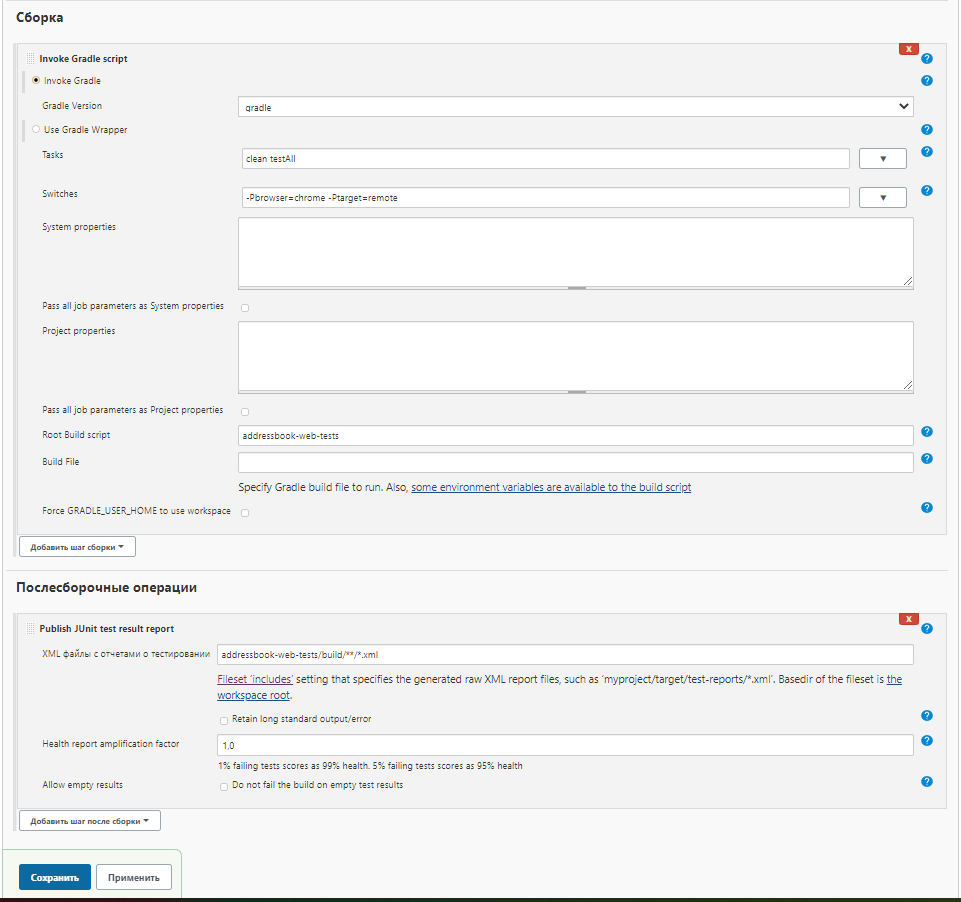 Сборка
X
Invoke Gradle script
?
Invoke Gradle
?
Gradle Version
gradle
Use Gradle Wrapper
?
Tasks
clean testAll
▼
?
Switches
-Pbrowser=chrome -Ptarget=remote
▼
?
System properties
Pass all job parameters as System properties
Project properties
Pass all job parameters as Project properties
Root Build script
addressbook-web-tests
?
Build File
?
Specify Gradle build file to run. Also, some environment variables are available to the build script
Force GRADLE_USER_HOME to use workspace
?
Добавить шаг сборки
Послесборочные операции
X
Publish JUnit test result report
?
XML файлы с отчетами о тестировании
addressbook-web-tests/build/**/*.xml
Fileset 'includes' setting that specifies the generated raw XML report files, such as 'myproject/target/test-reports/*.xml'. Basedir of the fileset is the
workspace root.
Retain long standard output/error
?
Health report amplification factor
1,0
?
1% failing tests scores as 99% health. 5% failing tests scores as 95% health
Allow empty results
Do not fail the build on empty test results
?
Добавить шаг после сборки
Сохранить
Применить